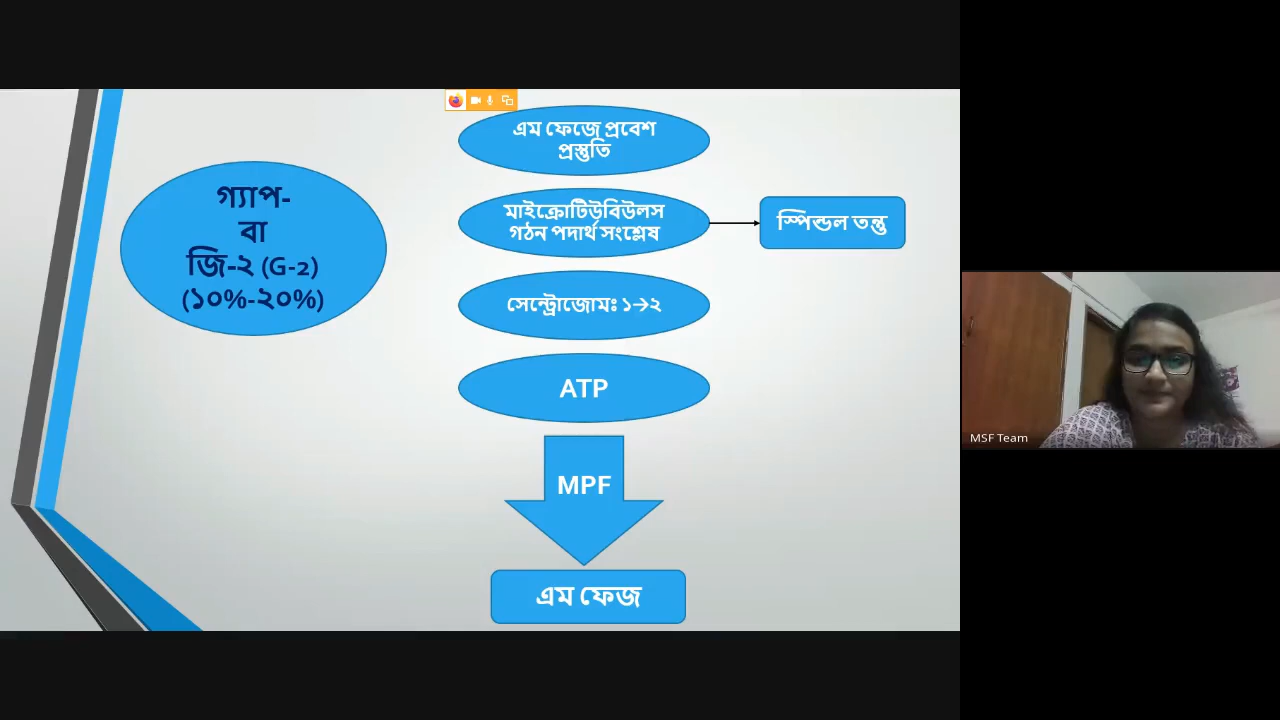 গ্যাপ-
বা
জি-২ (G-2)
(১০%-২০%)
এম ফেজে প্রবেশ
প্রস্তুতি
মাইক্রোটিউবিউলস
গঠন পদার্থ সংশ্লেষ
স্পিন্ডল তন্তু
সেন্ট্রোজোমঃ ১→২
ATP
MPF
এম ফেজ
MSF Team